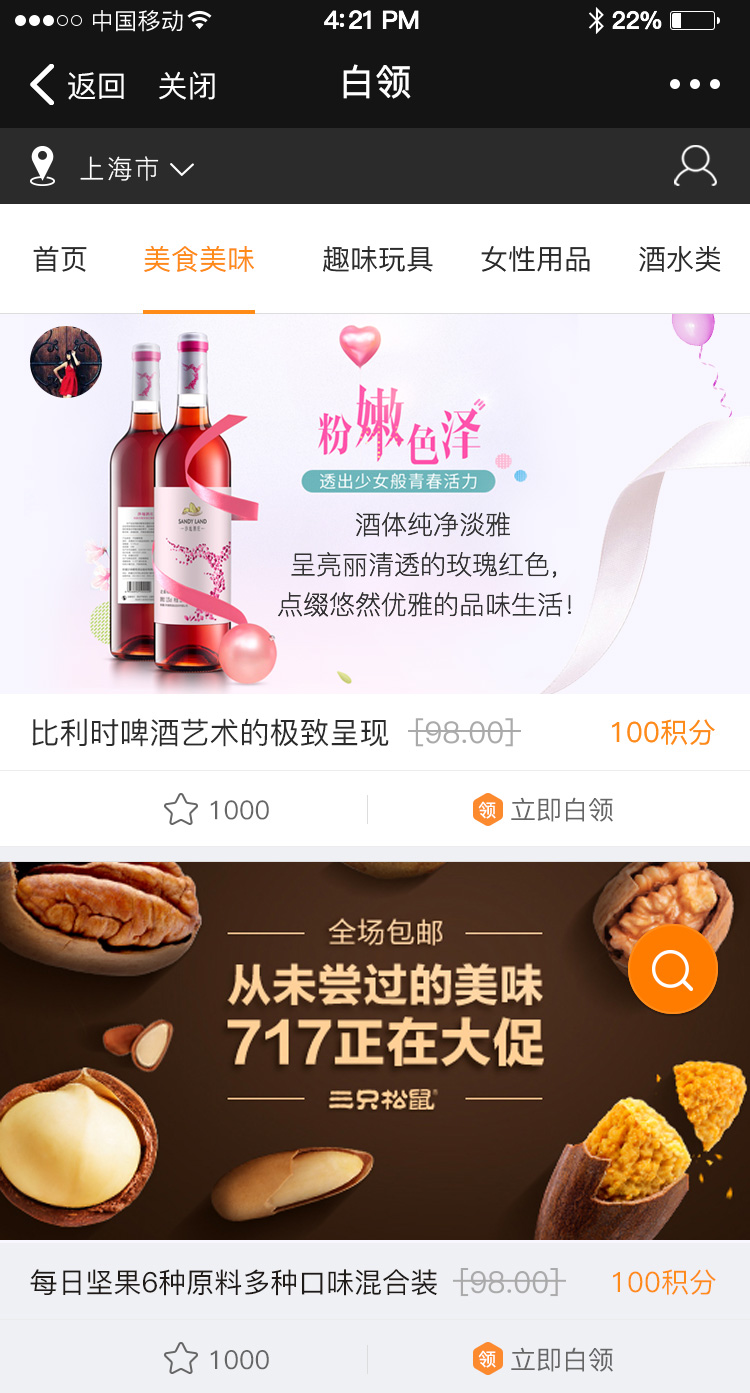 中国移动 4:21 PM 22%
返回 关闭 白领
上海市
首页 美食美味 趣味玩具 女性用品 酒水类
粉嫩色泽
透出少女般青春活力
酒体纯净淡雅
呈亮丽清透的玫瑰红色，
点缀悠然优雅的品味生活！
SANDY LAND
比利时啤酒艺术的极致呈现 [98.00] 100积分
1000 领 立即白领
全场包邮
从未尝过的美味
717正在大促
三只松鼠
每日坚果6种原料多种口味混合装 [98.00] 100积分
1000 领 立即白领